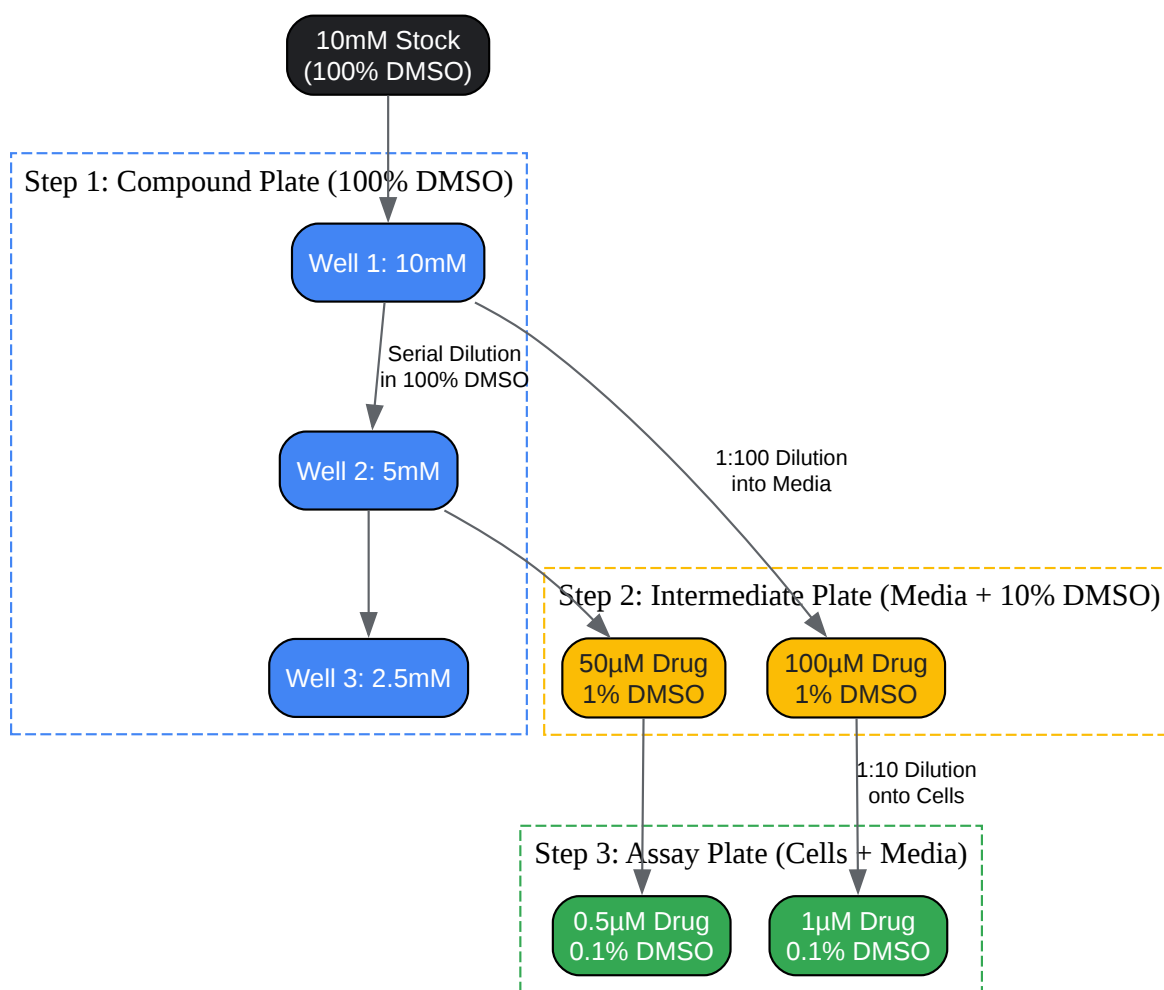 10mM Stock
(100% DMSO)
Step 1: Compound Plate (100% DMSO)
Well 1: 10mM
Serial Dilution
in 100% DMSO
Well 2: 5mM
1:100 Dilution
into Media
Step 2: Intermediate Plate (Media + 10% DMSO)
Well 3: 2.5mM
50µM Drug
1% DMSO
100µM Drug
1% DMSO
1:10 Dilution
onto Cells
Step 3: Assay Plate (Cells + Media)
0.5µM Drug
0.1% DMSO
1µM Drug
0.1% DMSO